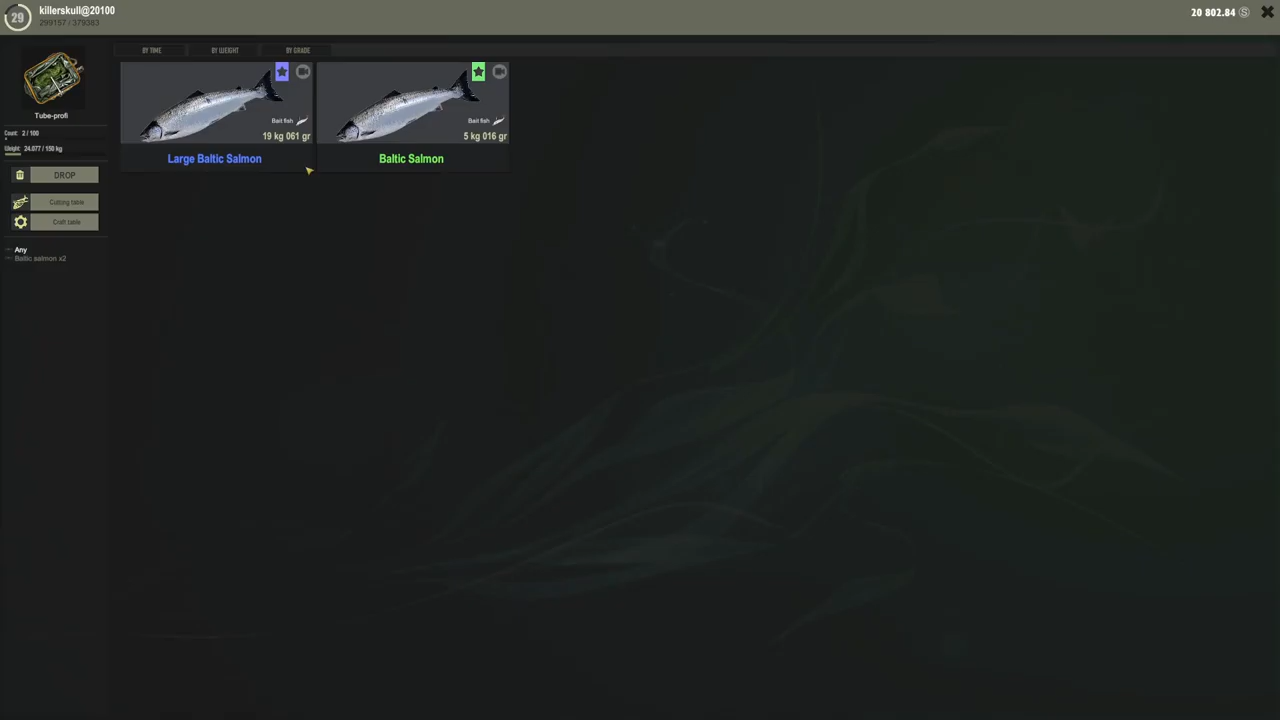 29
killerskull@20100
299157 / 379383
20 802.84 S
BY TIME
BY WEIGHT
BY GRADE
Tube-profi
Count: 2 / 100
Weight: 24.077 / 150 kg
DROP
Cutting table
Craft table
Any
Baltic salmon x2
Bait fish
19 kg 061 gr
Large Baltic Salmon
Bait fish
5 kg 016 gr
Baltic Salmon